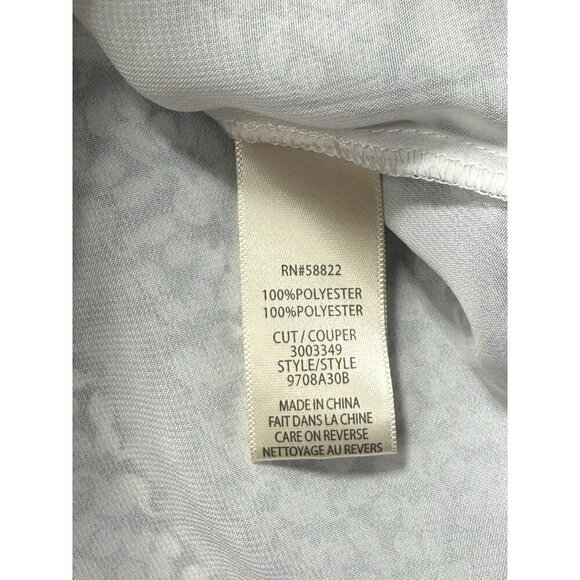 RN#58822
100%POLYESTER
100%POLYESTER
CUT / COUPER
3003349
STYLE/STYLE
9708A30B
MADE IN CHINA
FAIT DANS LA CHINE
CARE ON REVERSE
NETTOYAGE AU REVERS